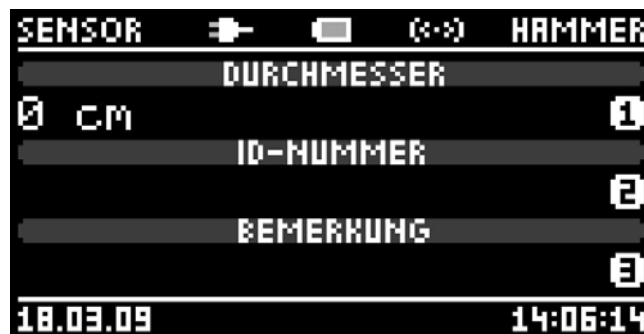 SENSOR HAMMER
DURCHMESSER
0 cm 1
ID-NUMMER
2
BEMERKUNG
3
18.03.09 14:06:14